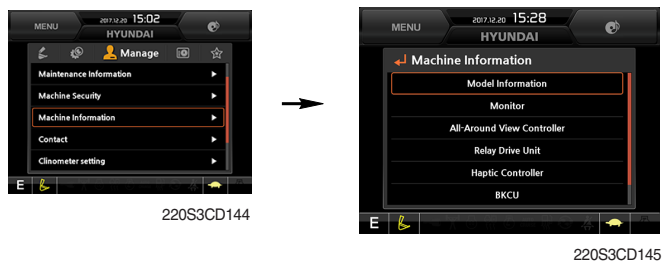 MENU
2017.12.20 15:02
HYUNDAI
Manage
Maintenance Information
Machine Security
Machine Information
Contact
Clinometer setting
E
220S3CD144
MENU
2017.12.20 15:28
HYUNDAI
Machine Information
Model Information
Monitor
All-Around View Controller
Relay Drive Unit
Haptic Controller
BKCU
E
220S3CD145